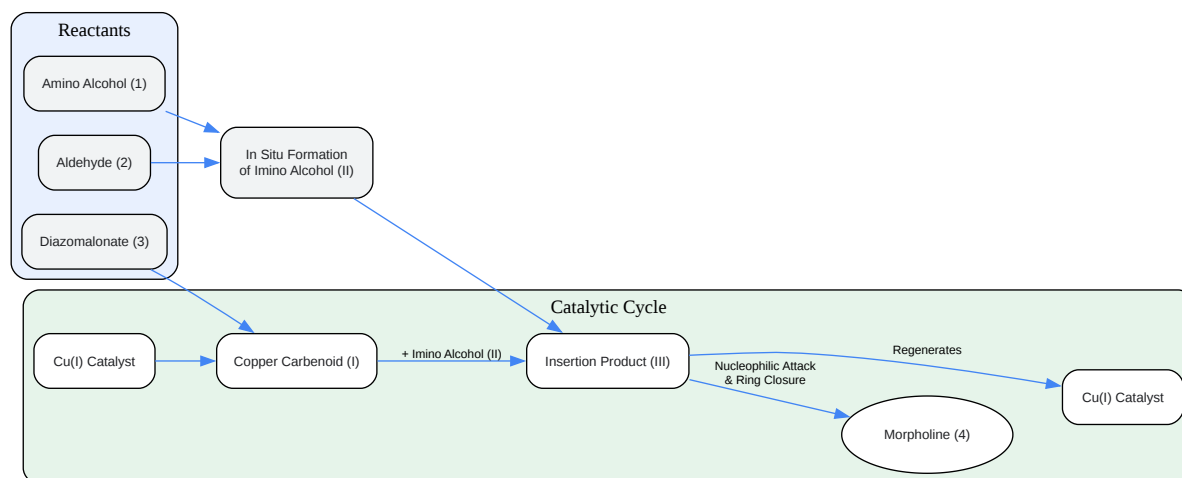 Reactants
Amino Alcohol (1)
Aldehyde (2)
Diazomalonate (3)
In Situ Formation
of Imino Alcohol (II)
Catalytic Cycle
Cu(I) Catalyst
Copper Carbenoid (I)
+ Imino Alcohol (II)
Insertion Product (III)
Regenerates
Nucleophilic Attack
& Ring Closure
Cu(I) Catalyst
Morpholine (4)